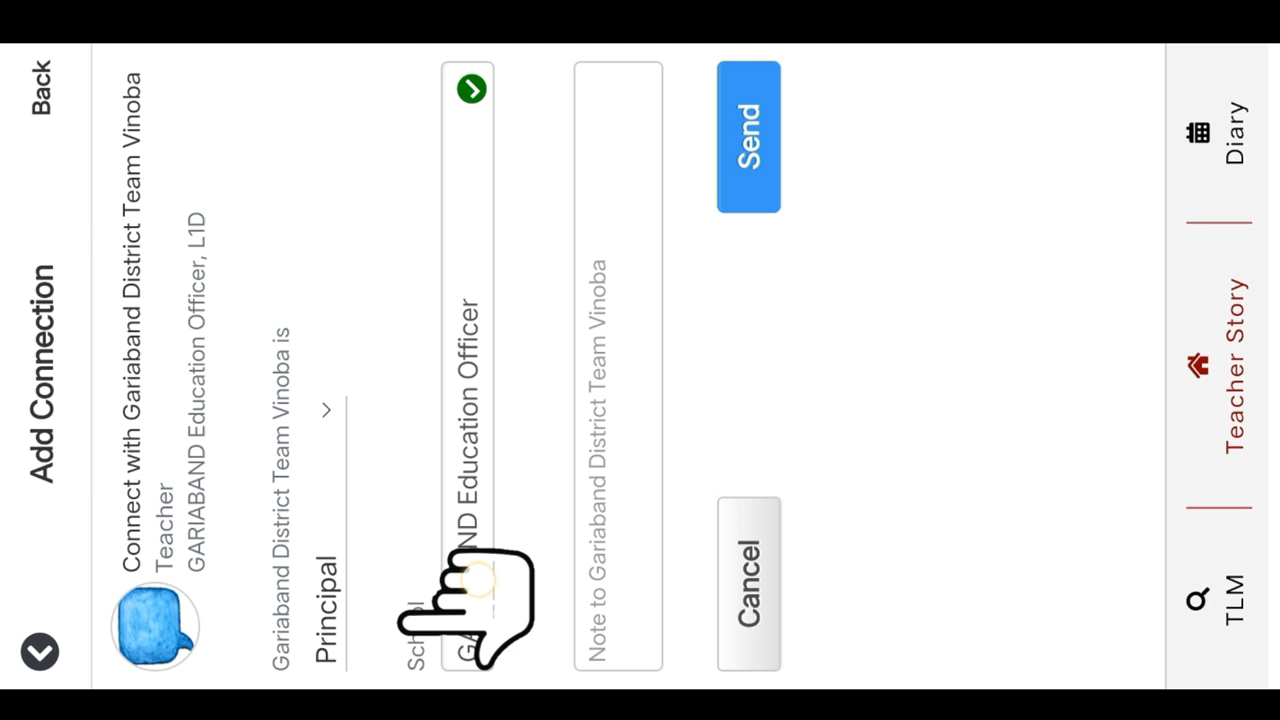 Add Connection
Back
Connect with Gariaband District Team Vinoba
Teacher
GARIABAND Education Officer, L1D
Gariaband District Team Vinoba is
Principal
ND Education Officer
Note to Gariaband District Team Vinoba
Cancel
Send
TLM
Teacher Story
Diary